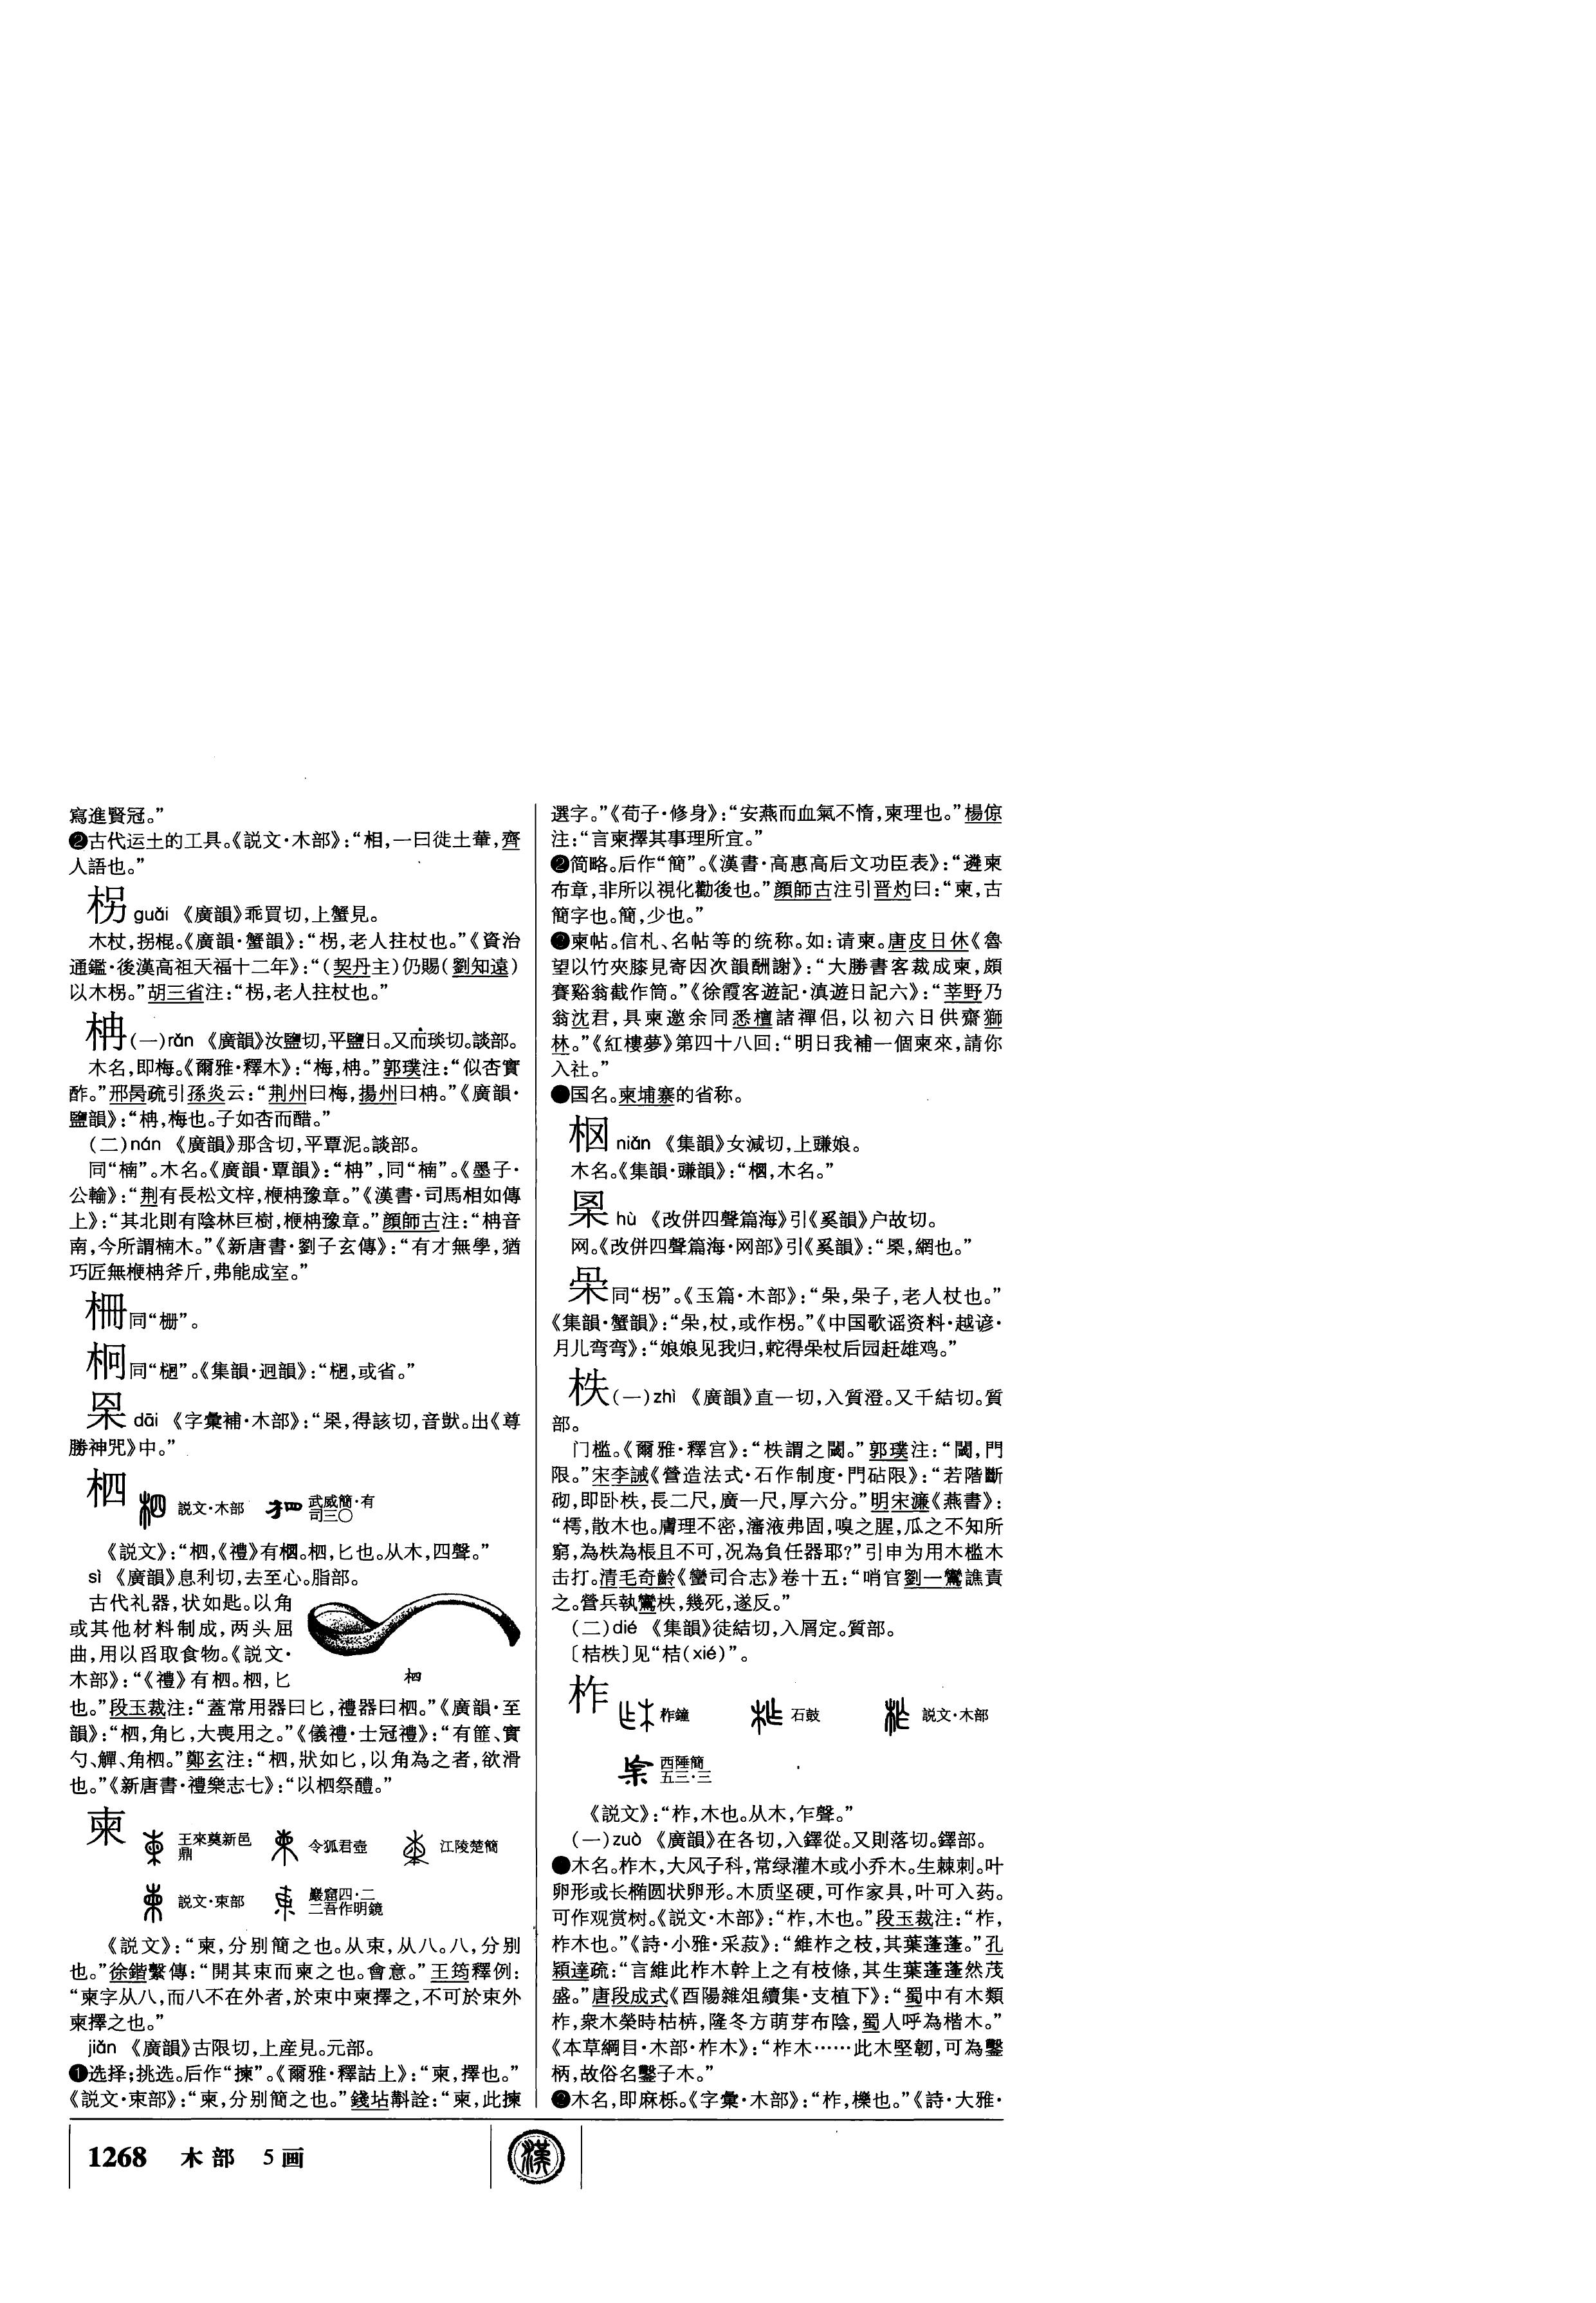 寫進賢冠。”
❷古代运土的工具。《説文·木部》：“梠，一曰徙土輂，齊
人語也。”
枴 guǎi 《廣韻》乖買切，上蟹見。
木杖，拐棍。《廣韻·蟹韻》：“枴，老人拄杖也。”《資治
通鑑·後漢高祖天福十二年》：“（契丹主）仍賜（劉知遠）
以木枴。”胡三省注：“枴，老人拄杖也。”
枏(一)rǎn 《廣韻》汝鹽切，平鹽日。又而琰切。談部。
木名，即梅。《爾雅·釋木》：“梅，枏。”郭璞注：“似杏實
酢。”邢昺疏引孫炎云：“荆州曰梅，揚州曰枏。”《廣韻·
鹽韻》：“枏，梅也。子如杏而醋。”
(二)nán 《廣韻》那含切，平覃泥。談部。
同“楠”。木名。《廣韻·覃韻》：“枏”，同“楠”。《墨子·
公輸》：“荆有長松文梓，楩枏豫章。”《漢書·司馬相如傳
上》：“其北則有陰林巨樹，楩枏豫章。”顔師古注：“枏音
南，今所謂楠木。”《新唐書·劉子玄傳》：“有才無學，猶
巧匠無楩枏斧斤，弗能成室。”
柵同“栅”。
同“㮐”。《集韻·迥韻》：“㮐，或省。”
dāi 《字彙補·木部》：“，得該切，音獃。出《尊
勝神咒》中。”
柶
説文·木部 武威簡·有
司三〇
《説文》：“柶，《禮》有柶。柶，匕也。从木，四聲。”
sì 《廣韻》息利切，去至心。脂部。
古代礼器，状如匙。以角
或其他材料制成，两头屈
曲，用以舀取食物。《説文·
木部》：“《禮》有柶。柶，匕
柶
也。”段玉裁注：“蓋常用器曰匕，禮器曰柶。”《廣韻·至
韻》：“柶，角匕，大喪用之。”《儀禮·士冠禮》：“有篚、實
勺、觶、角柶。”鄭玄注：“柶，狀如匕，以角為之者，欲滑
也。”《新唐書·禮樂志七》：“以柶祭醴。”
柬
王來奠新邑
鼎 令狐君壺 江陵楚簡
説文·束部 巖窟四·二
二吾作明鏡
《説文》：“柬，分别簡之也。从束，从八。八，分别
也。”徐鍇繫傳：“開其束而柬之也。會意。”王筠釋例：
“柬字从八，而八不在外者，於束中柬擇之，不可於束外
柬擇之也。”
jiǎn 《廣韻》古限切，上産見。元部。
❶选择；挑选。后作“揀”。《爾雅·釋詁上》：“柬，擇也。”
《説文·束部》：“柬，分别簡之也。”錢坫斠詮：“柬，此揀
選字。”《荀子·修身》：“安燕而血氣不惰，柬理也。”楊倞
注：“言柬擇其事理所宜。”
❷简略。后作“簡”。《漢書·高惠高后文功臣表》：“遴柬
布章，非所以視化勸後也。”顔師古注引晋灼曰：“柬，古
簡字也。簡，少也。”
柬帖。信札、名帖等的统称。如：请柬。唐皮日休《魯
望以竹夾膝見寄因次韻酬謝》：“大勝書客裁成柬，頗
賽谿翁截作筒。”《徐霞客遊記·滇遊日記六》：“莘野乃
翁沈君，具柬邀余同悉檀諸禪侣，以初六日供齋獅
林。”《紅樓夢》第四十八回：“明日我補一個柬來，請你
入社。”
●国名。柬埔寨的省称。
niǎn 《集韻》女減切，上豏娘。
木名。《集韻·豏韻》：“，木名。”
hù 《改併四聲篇海》引《奚韻》户故切。
网。《改併四聲篇海·网部》引《奚韻》：“，網也。”
枴同“枴”。《玉篇·木部》：“，子，老人杖也。”
《集韻·蟹韻》：“，杖，或作枴。”《中国歌谣资料·越谚·
月儿弯弯》：“娘娘见我归，䭾得杖后园赶雄鸡。”
柣(一)zhì 《廣韻》直一切，入質澄。又千結切。質
部。
门槛。《爾雅·釋宫》：“柣謂之閾。”郭璞注：“閾，門
限。”宋李誡《營造法式·石作制度·門砧限》：“若階斷
砌，即卧柣，長二尺，廣一尺，厚六分。”明宋濂《燕書》：
“樗，散木也。膚理不密，瀋液弗固，嗅之腥，瓜之不知所
窮，為柣為棖且不可，況為負任器耶？”引申为用木槛木
击打。清毛奇齡《蠻司合志》卷十五：“哨官劉一鸞譙責
之。營兵執鸞柣，幾死，遂反。”
(二)dié 《集韻》徒結切，入屑定。質部。
〔桔柣〕见“桔(xié)”。
柞
柞鐘 石鼓 説文·木部
西陲簡
五三·三
《説文》：“柞，木也。从木，乍聲。”
(一)zuò 《廣韻》在各切，入鐸從。又則落切。鐸部。
●木名。柞木，大风子科，常绿灌木或小乔木。生棘刺。叶
卵形或长椭圆状卵形。木质坚硬，可作家具，叶可入药。
可作观赏树。《説文·木部》：“柞，木也。”段玉裁注：“柞，
柞木也。”《詩·小雅·采菽》：“維柞之枝，其葉蓬蓬。”孔
穎達疏：“言維此柞木幹上之有枝條，其生葉蓬蓬然茂
盛。”唐段成式《酉陽雜俎續集·支植下》：“蜀中有木類
柞，衆木榮時枯枿，隆冬方萌芽布陰，蜀人呼為楷木。”
《本草綱目·木部·柞木》：“柞木……此木堅韌，可為鑿
柄，故俗名鑿子木。”
❷木名，即麻栎。《字彙·木部》：“柞，櫟也。”《詩·大雅·
1268 木部 5画
漢